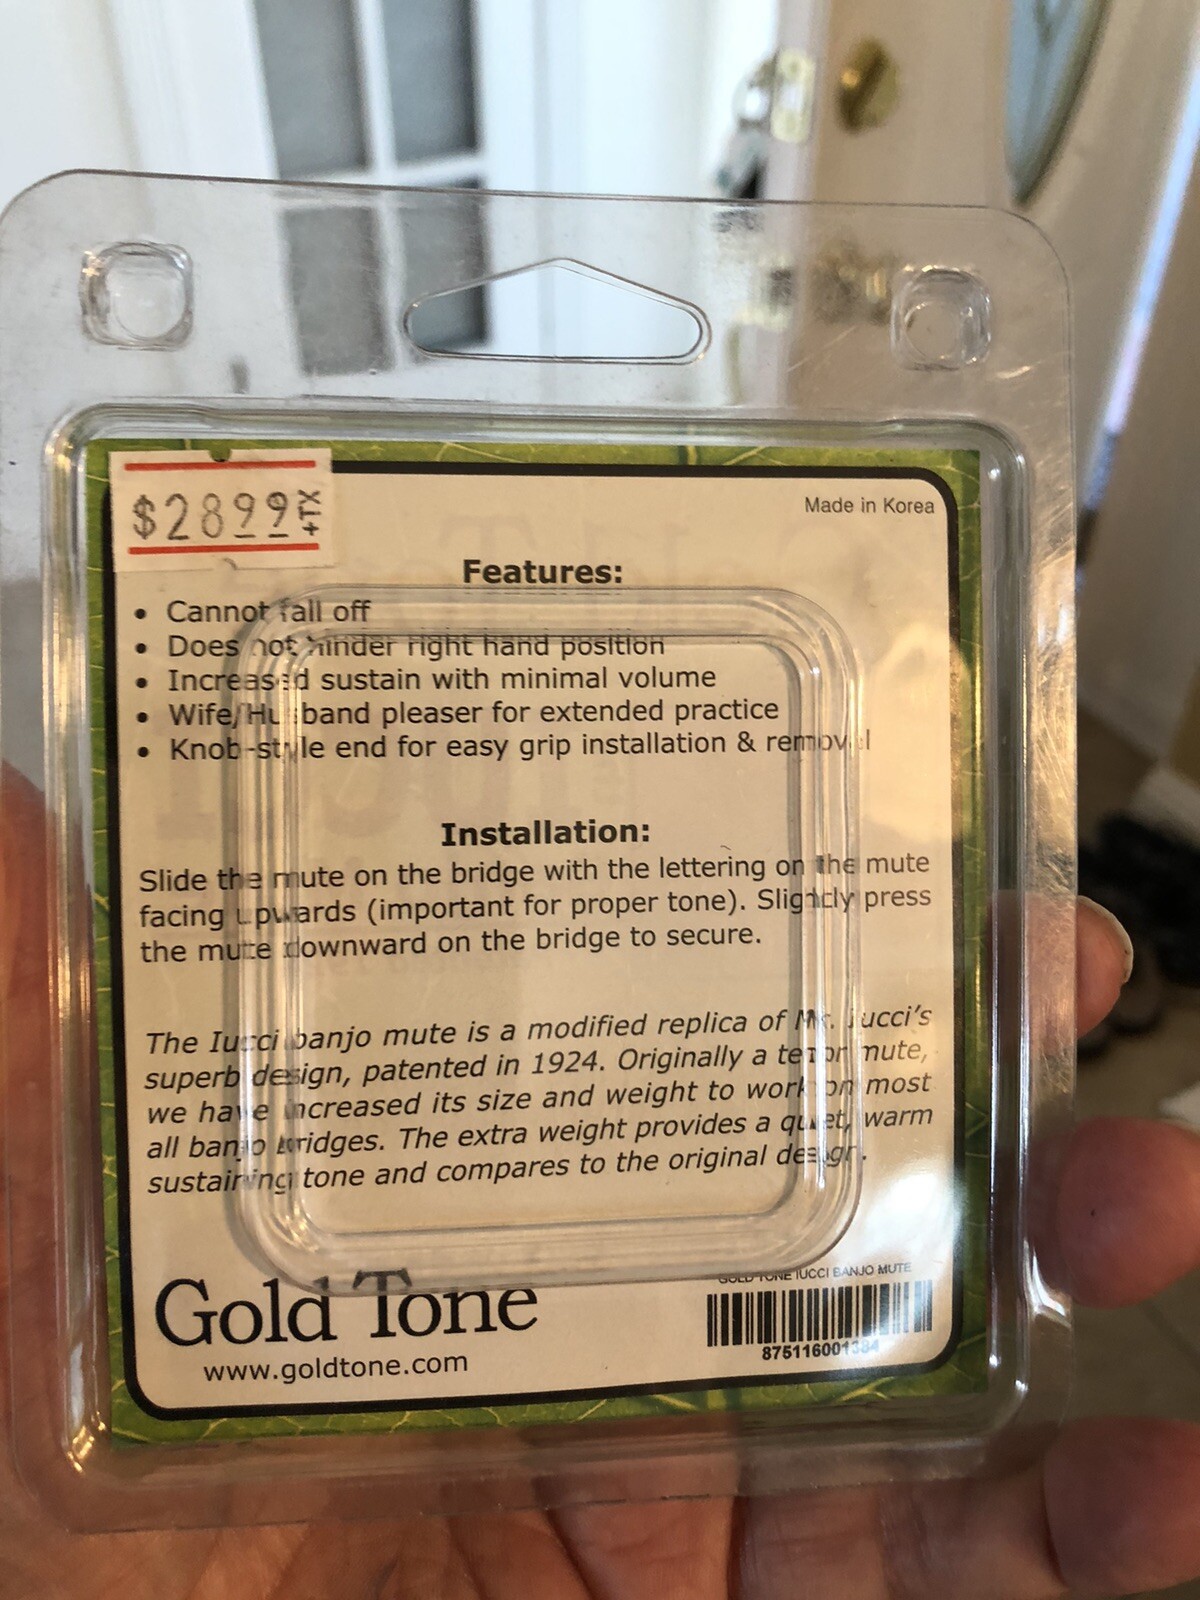 $28.99 +TX
Made in Korea
Features:
• Cannot fall off
• Does not hinder right hand position
• Increased sustain with minimal volume
• Wife/Husband pleaser for extended practice
• Knob-style end for easy grip installation & removal
Installation:
Slide the mute on the bridge with the lettering on the mute
facing upwards (important for proper tone). Slightly press
the mute downward on the bridge to secure.
The Iucci banjo mute is a modified replica of Mr. Iucci's
superb design, patented in 1924. Originally a tenor mute,
we have increased its size and weight to work on most
all banjo bridges. The extra weight provides a quiet, warm
sustaining tone and compares to the original design.
GOLD TONE IUCCI BANJO MUTE
Gold Tone
875116001384
www.goldtone.com